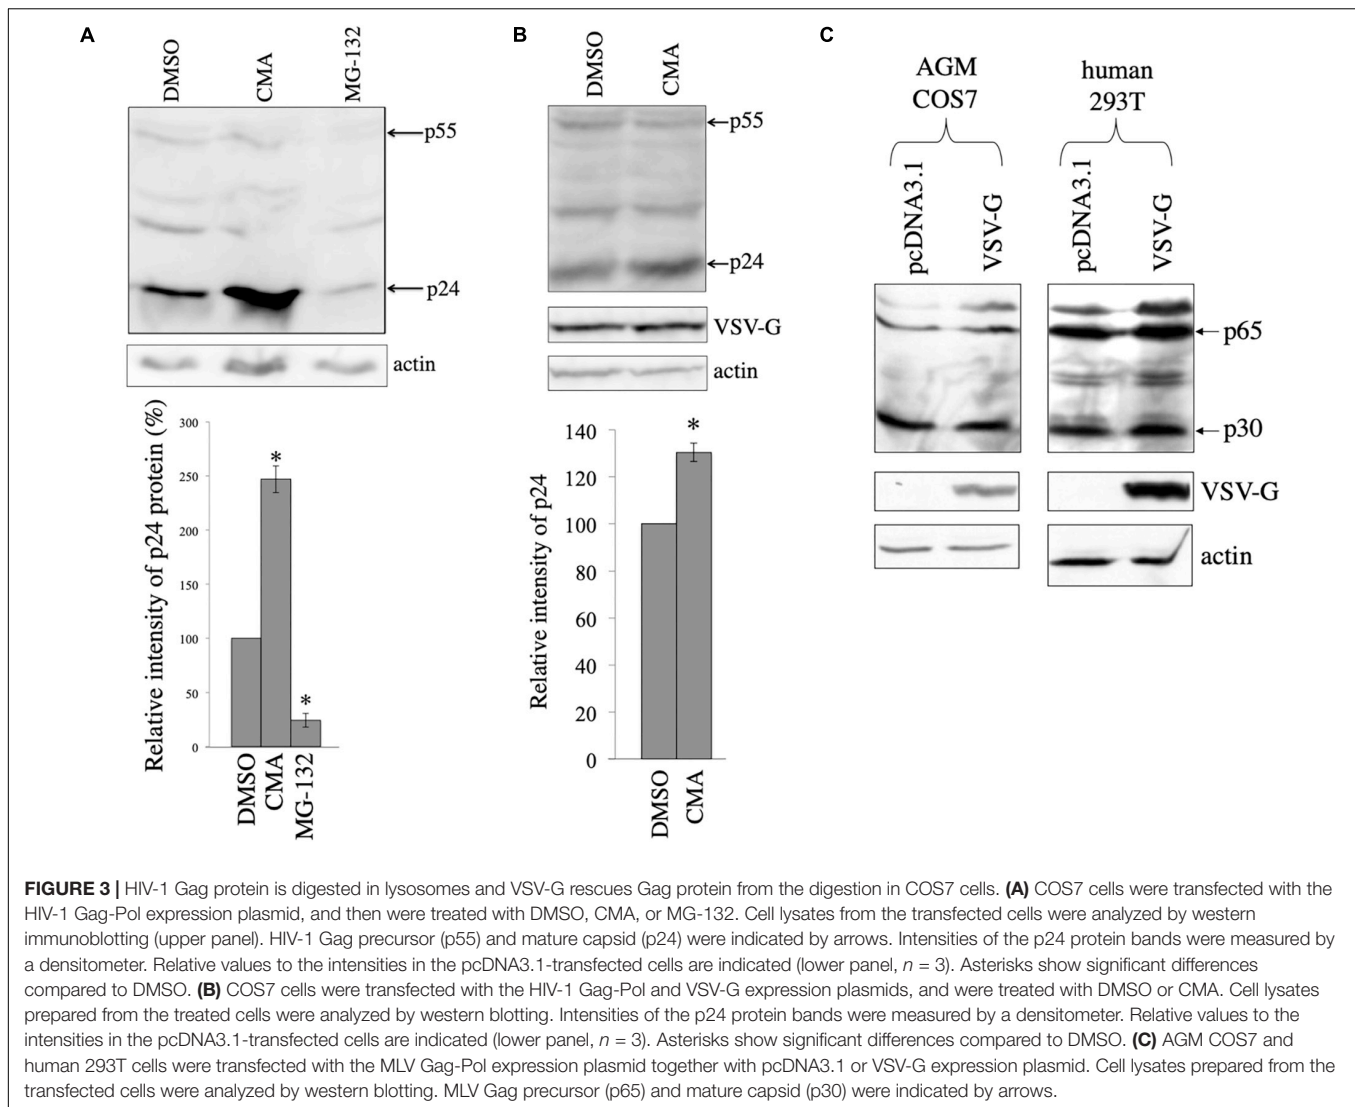 A
DMSO
CMA
MG-132
p55
p24
actin
Relative intensity of p24 protein (%)
300
250
200
150
100
50
0
*
*
DMSO
CMA
MG-132
B
DMSO
CMA
p55
p24
VSV-G
actin
Relative intensity of p24
140
120
100
80
60
40
20
0
*
DMSO
CMA
C
AGM
COS7
human
293T
pcDNA3.1
VSV-G
pcDNA3.1
VSV-G
p65
p30
VSV-G
actin
FIGURE 3 | HIV-1 Gag protein is digested in lysosomes and VSV-G rescues Gag protein from the digestion in COS7 cells. (A) COS7 cells were transfected with the
HIV-1 Gag-Pol expression plasmid, and then were treated with DMSO, CMA, or MG-132. Cell lysates from the transfected cells were analyzed by western
immunoblotting (upper panel). HIV-1 Gag precursor (p55) and mature capsid (p24) were indicated by arrows. Intensities of the p24 protein bands were measured by
a densitometer. Relative values to the intensities in the pcDNA3.1-transfected cells are indicated (lower panel, n = 3). Asterisks show significant differences
compared to DMSO. (B) COS7 cells were transfected with the HIV-1 Gag-Pol and VSV-G expression plasmids, and were treated with DMSO or CMA. Cell lysates
prepared from the treated cells were analyzed by western blotting. Intensities of the p24 protein bands were measured by a densitometer. Relative values to the
intensities in the pcDNA3.1-transfected cells are indicated (lower panel, n = 3). Asterisks show significant differences compared to DMSO. (C) AGM COS7 and
human 293T cells were transfected with the MLV Gag-Pol expression plasmid together with pcDNA3.1 or VSV-G expression plasmid. Cell lysates prepared from the
transfected cells were analyzed by western blotting. MLV Gag precursor (p65) and mature capsid (p30) were indicated by arrows.